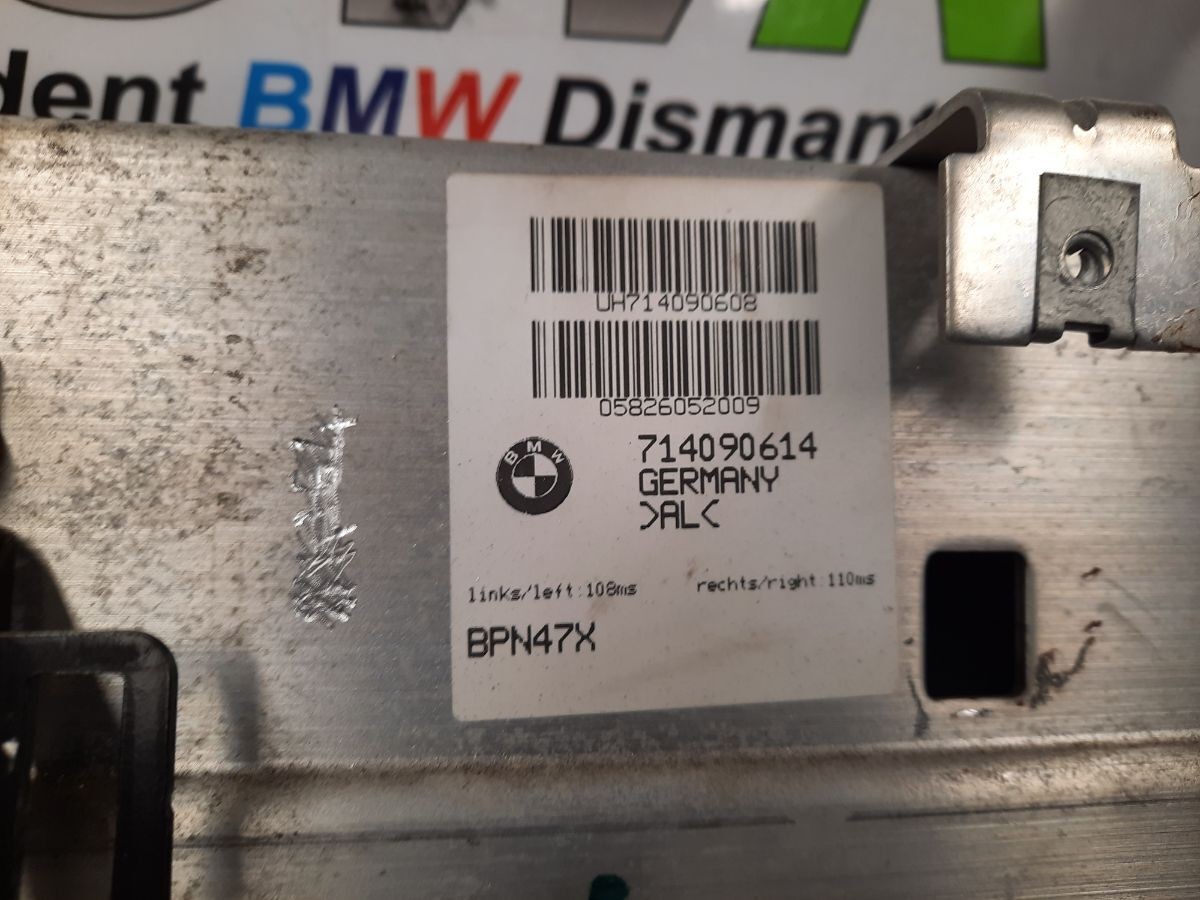 dent BMW Dismant
UH714090608
05826052009
BMW
714090614
GERMANY
>AL<
links/left:108ms rechts/right:110ms
BPN47X